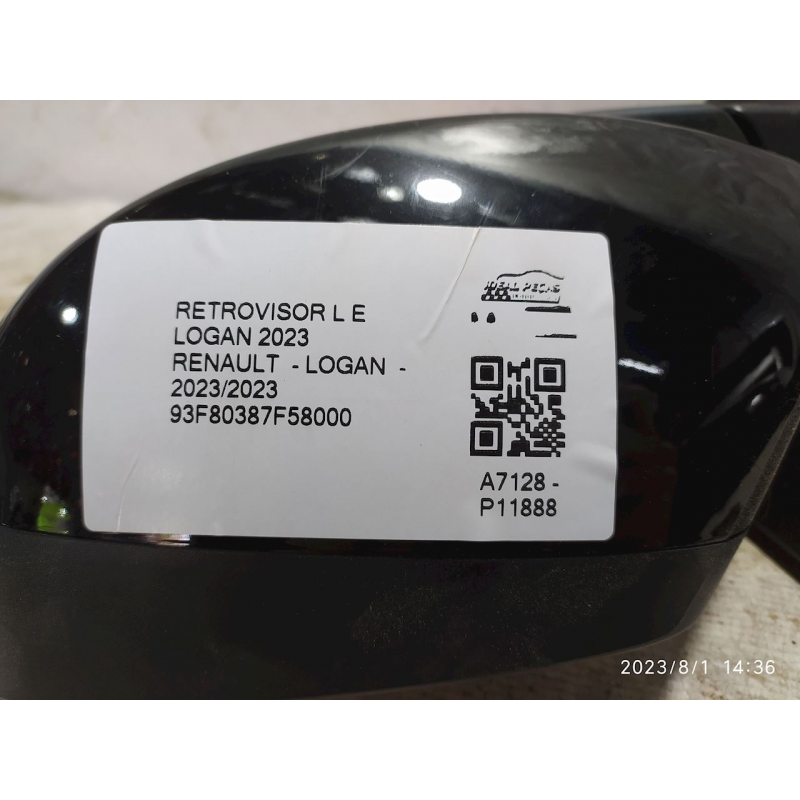 RETROVISOR L E
LOGAN 2023
RENAULT - LOGAN -
2023/2023
93F80387F58000
IDEAL PEÇAS
A7128 -
P11888
2023/8/1 14:36